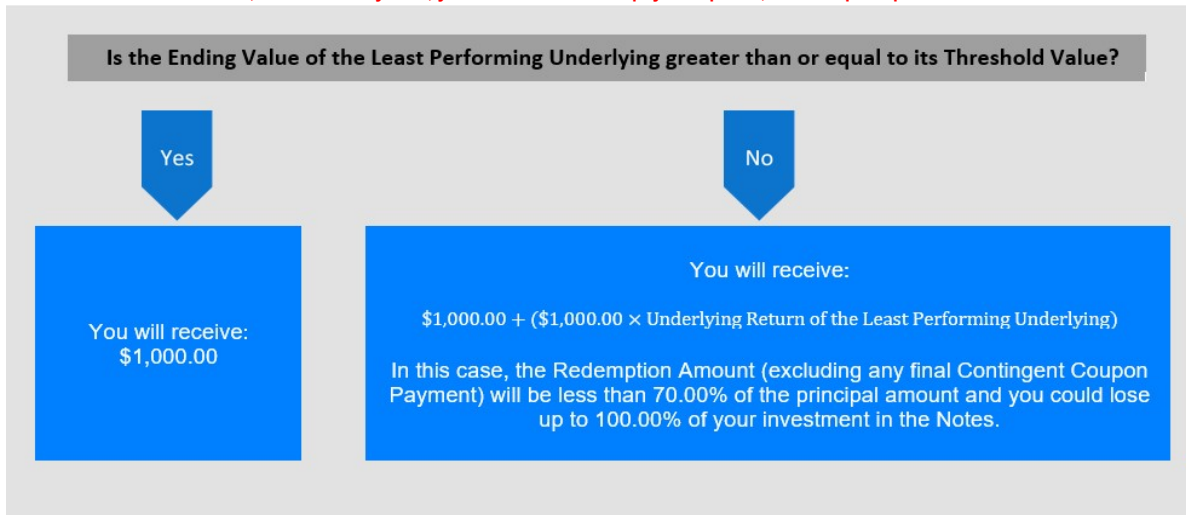 Is the Ending Value of the Least Performing Underlying greater than or equal to its Threshold Value?
Yes
No
You will receive:
$1,000.00
You will receive:
$1,000.00 + ($1,000.00 × Underlying Return of the Least Performing Underlying)
In this case, the Redemption Amount (excluding any final Contingent Coupon
Payment) will be less than 70.00% of the principal amount and you could lose
up to 100.00% of your investment in the Notes.